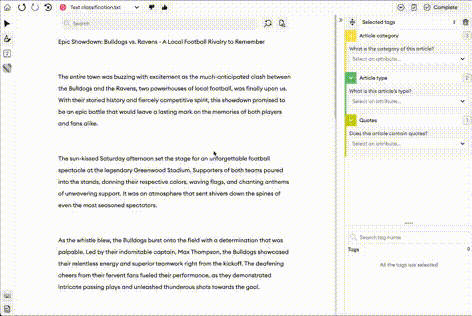 Text classification.txt
Complete
Search
Epic Showdown: Bulldogs vs. Ravens - A Local Football Rivalry to Remember
The entire town was buzzing with excitement as the much-anticipated clash between
the Bulldogs and the Ravens, two powerhouses of local football, was finally upon us.
With their storied history and fiercely competitive spirit, this showdown promised to
be an epic battle that would leave a lasting mark on the memories of both players
and fans alike.
The sun-kissed Saturday afternoon set the stage for an unforgettable football
spectacle at the legendary Greenwood Stadium. Supporters of both teams poured
into the stands, donning their respective colors, waving flags, and chanting anthems
of unwavering support. It was an atmosphere that sent shivers down the spines of
even the most seasoned spectators.
As the whistle blew, the Bulldogs burst onto the field with a determination that was
palpable. Led by their indomitable captain, Max Thompson, the Bulldogs showcased
their relentless energy and superior teamwork right from the kickoff. The deafening
cheers from their fervent fans fueled their performance, as they demonstrated
intricate passing plays and unleashed thunderous shots towards the goal.
Selected tags
Article category
What is the category of this article?
Select an attribute...
Article type
What is this article's type?
Select an attribute...
Quotes
Does this article contain quotes?
Select an attribute...
Search tag name
Tags 0
All the tags are selected